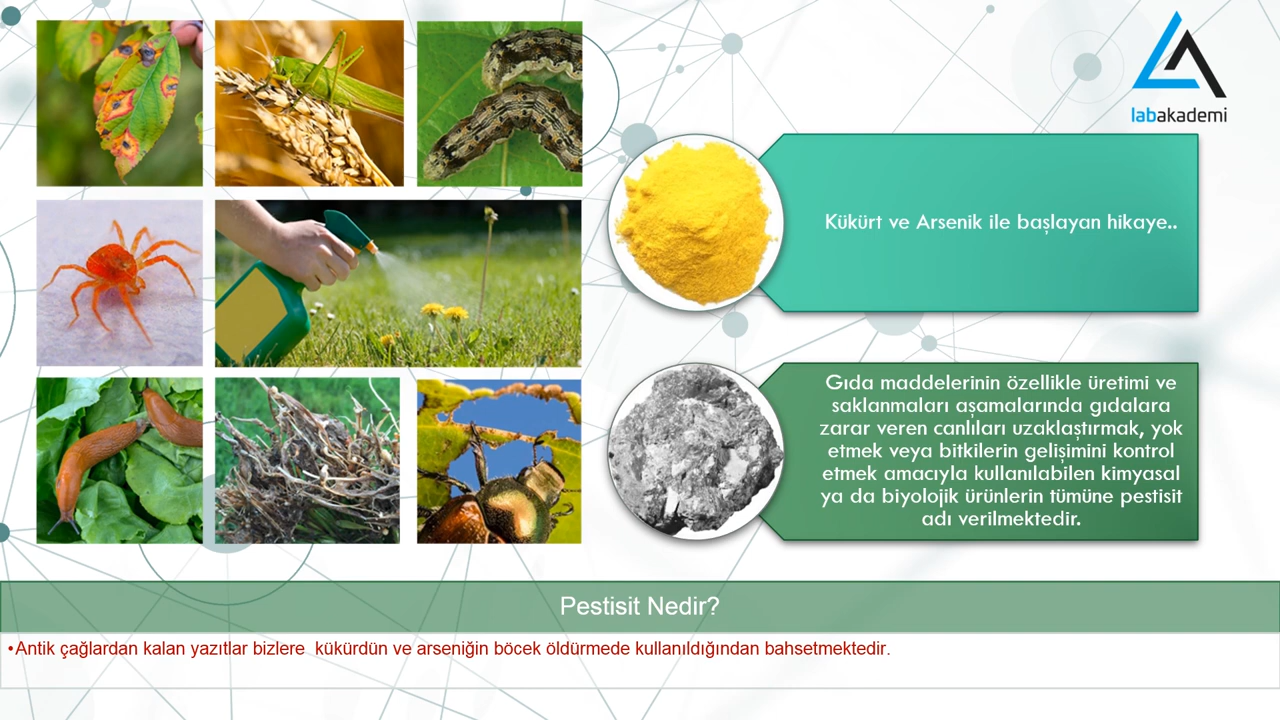 labakademi
Kükürt ve Arsenik ile başlayan hikaye..
Gıda maddelerinin özellikle üretimi ve
saklanmaları aşamalarında gıdalara
zarar veren canlıları uzaklaştırmak, yok
etmek veya bitkilerin gelişimini kontrol
etmek amacıyla kullanılabilen kimyasal
ya da biyolojik ürünlerin tümüne pestisit
adı verilmektedir.
Pestisit Nedir?
•Antik çağlardan kalan yazıtlar bizlere  kükürdün ve arseniğin böcek öldürmede kullanıldığından bahsetmektedir.